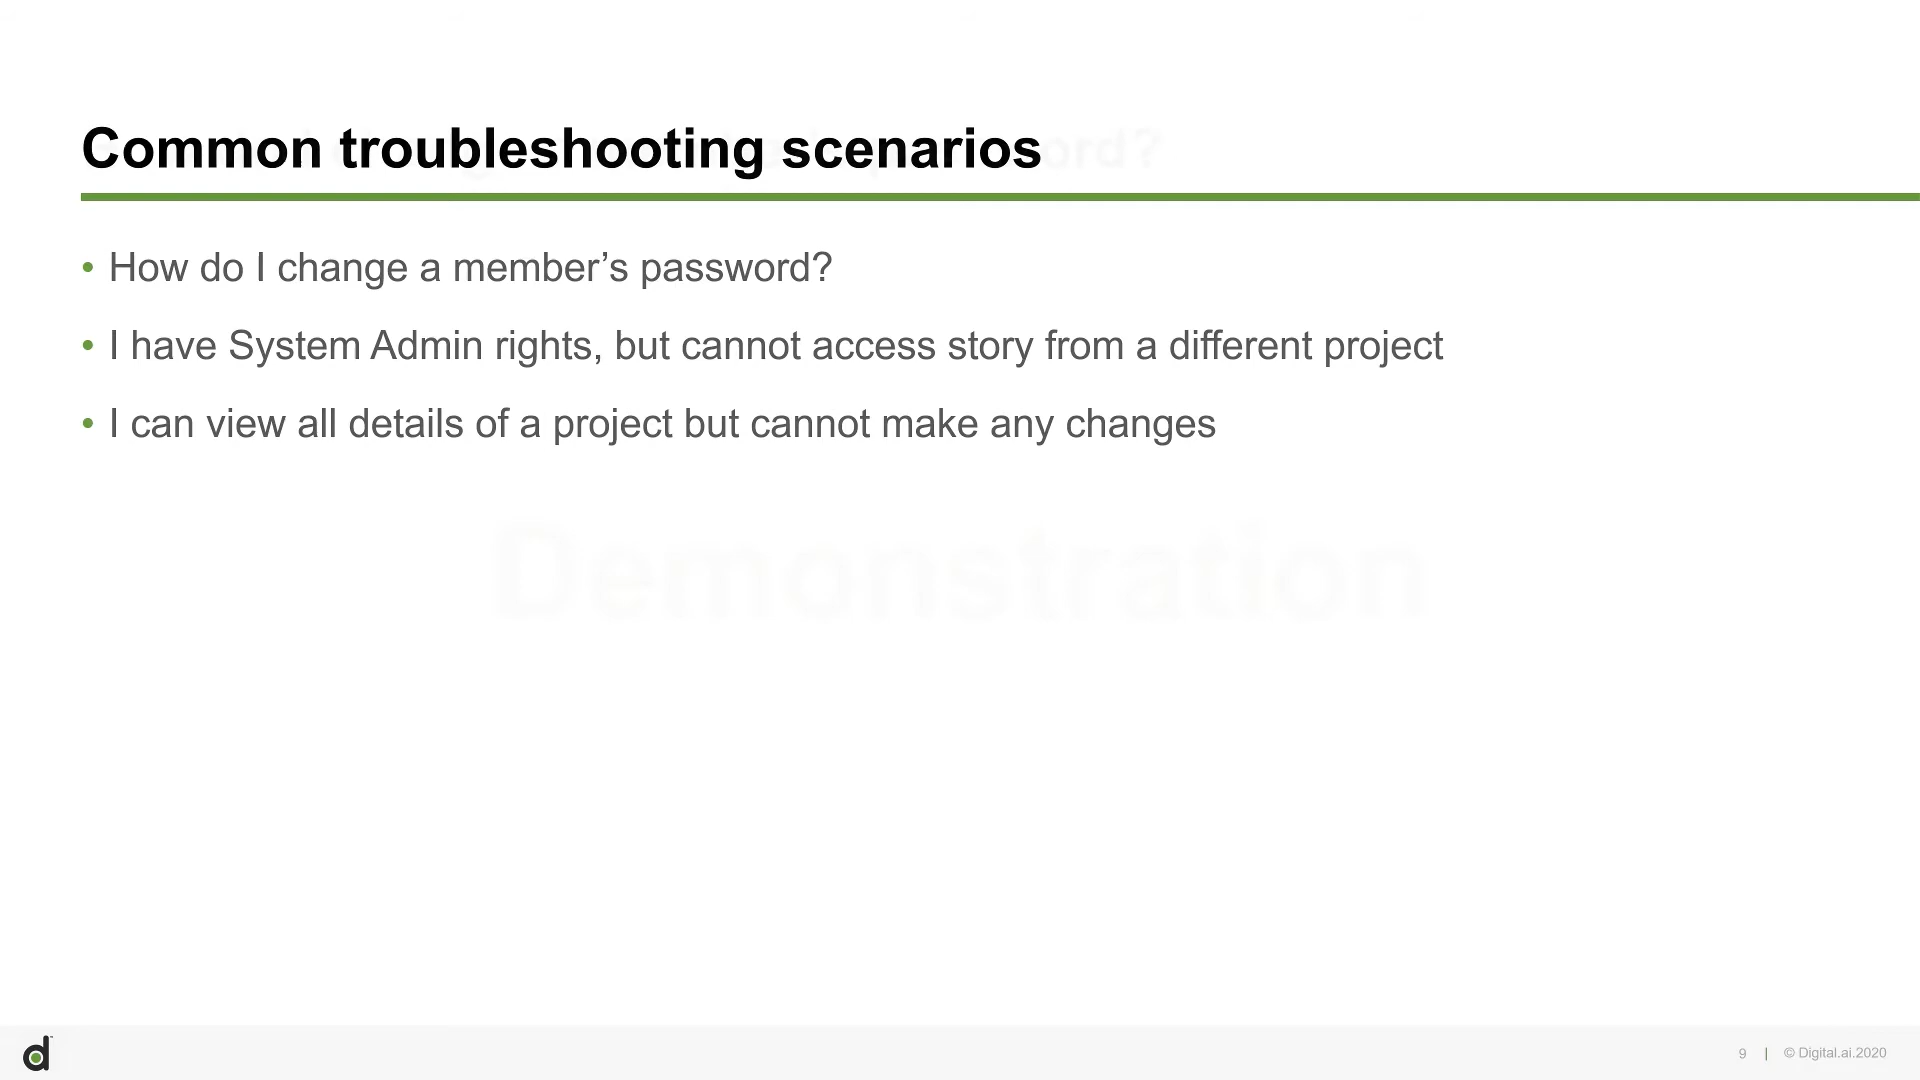 Common troubleshooting scenarios
• How do I change a member’s password?
• I have System Admin rights, but cannot access story from a different project
• I can view all details of a project but cannot make any changes
Demonstration
d
9 | © Digital.ai.2020